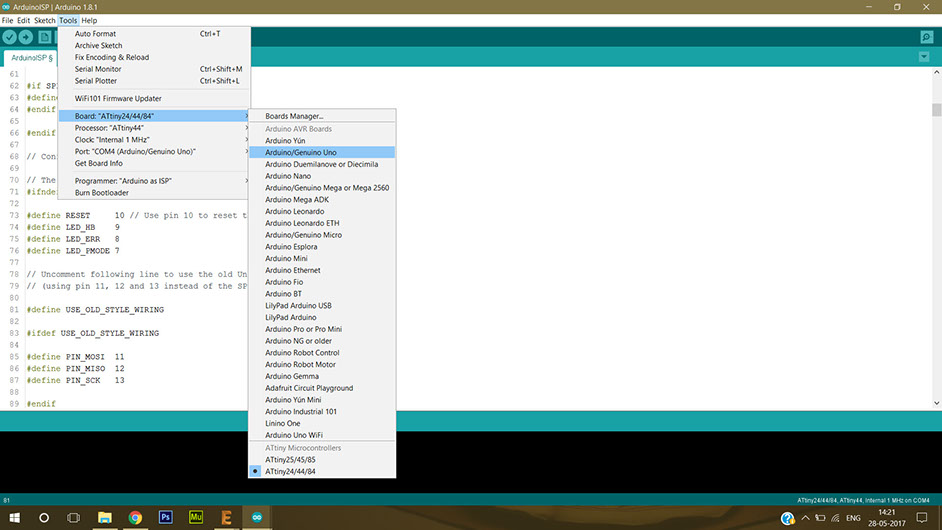 ArduinoISP | Arduino 1.8.1
File Edit Sketch Tools Help
ArduinoISP §
Auto Format Ctrl+T
Archive Sketch
Fix Encoding & Reload
Serial Monitor Ctrl+Shift+M
Serial Plotter Ctrl+Shift+L
WiFi101 Firmware Updater
Board: "ATtiny24/44/84"
Processor: "ATtiny44"
Clock: "Internal 1 MHz"
Port: "COM4 (Arduino/Genuino Uno)"
Get Board Info
Programmer: "Arduino as ISP"
Burn Bootloader
Boards Manager...
Arduino AVR Boards
Arduino Yún
Arduino/Genuino Uno
Arduino Duemilanove or Diecimila
Arduino Nano
Arduino/Genuino Mega or Mega 2560
Arduino Mega ADK
Arduino Leonardo
Arduino Leonardo ETH
Arduino/Genuino Micro
Arduino Esplora
Arduino Mini
Arduino Ethernet
Arduino Fio
Arduino BT
LilyPad Arduino USB
LilyPad Arduino
Arduino Pro or Pro Mini
Arduino NG or older
Arduino Robot Control
Arduino Robot Motor
Arduino Gemma
Adafruit Circuit Playground
Arduino Yún Mini
Arduino Industrial 101
Linino One
Arduino Uno WiFi
ATtiny Microcontrollers
ATtiny25/45/85
ATtiny24/44/84
61
62 #if SP
63 #define
64 #endif
65
66 #endif
67
68 // Con
69
70 // The
71 #ifnde
72
73 #define RESET 10 // Use pin 10 to reset t
74 #define LED_HB 9
75 #define LED_ERR 8
76 #define LED_PMODE 7
77
78 // Uncomment following line to use the old Un
79 // (using pin 11, 12 and 13 instead of the SP
80
81 #define USE_OLD_STYLE_WIRING
82
83 #ifdef USE_OLD_STYLE_WIRING
84
85 #define PIN_MOSI 11
86 #define PIN_MISO 12
87 #define PIN_SCK 13
88
89 #endif
81 ATtiny24/44/84, ATtiny44, Internal 1 MHz on COM4
Ps Mu E ENG 14:21
28-05-2017